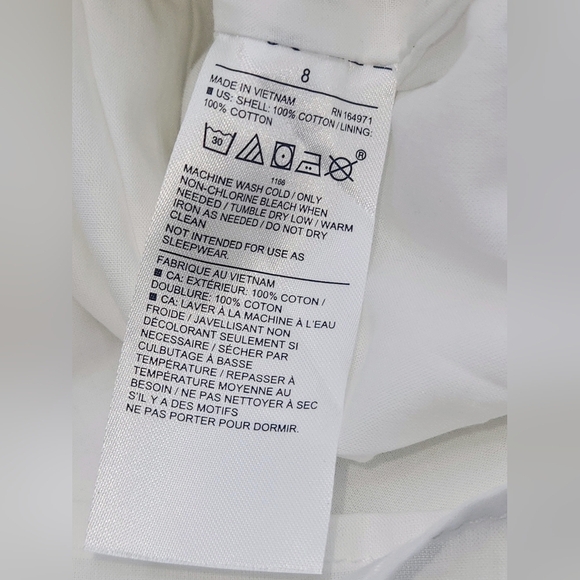 8
MADE IN VIETNAM RN164971
■ US: SHELL: 100% COTTON / LINING:
100% COTTON
30
®
1166
MACHINE WASH COLD / ONLY
NON-CHLORINE BLEACH WHEN
NEEDED / TUMBLE DRY LOW / WARM
IRON AS NEEDED / DO NOT DRY
CLEAN
NOT INTENDED FOR USE AS
SLEEPWEAR.
FABRIQUE AU VIETNAM
■ CA: EXTÉRIEUR: 100% COTON /
DOUBLURE: 100% COTON
■ CA: LAVER À LA MACHINE À L'EAU
FROIDE / JAVELLISANT NON
DÉCOLORANT SEULEMENT SI
NÉCESSAIRE / SÉCHER PAR
CULBUTAGE À BASSE
TEMPÉRATURE / REPASSER À
TEMPÉRATURE MOYENNE AU
BESOIN / NE PAS NETTOYER À SEC
S'IL Y A DES MOTIFS
NE PAS PORTER POUR DORMIR.